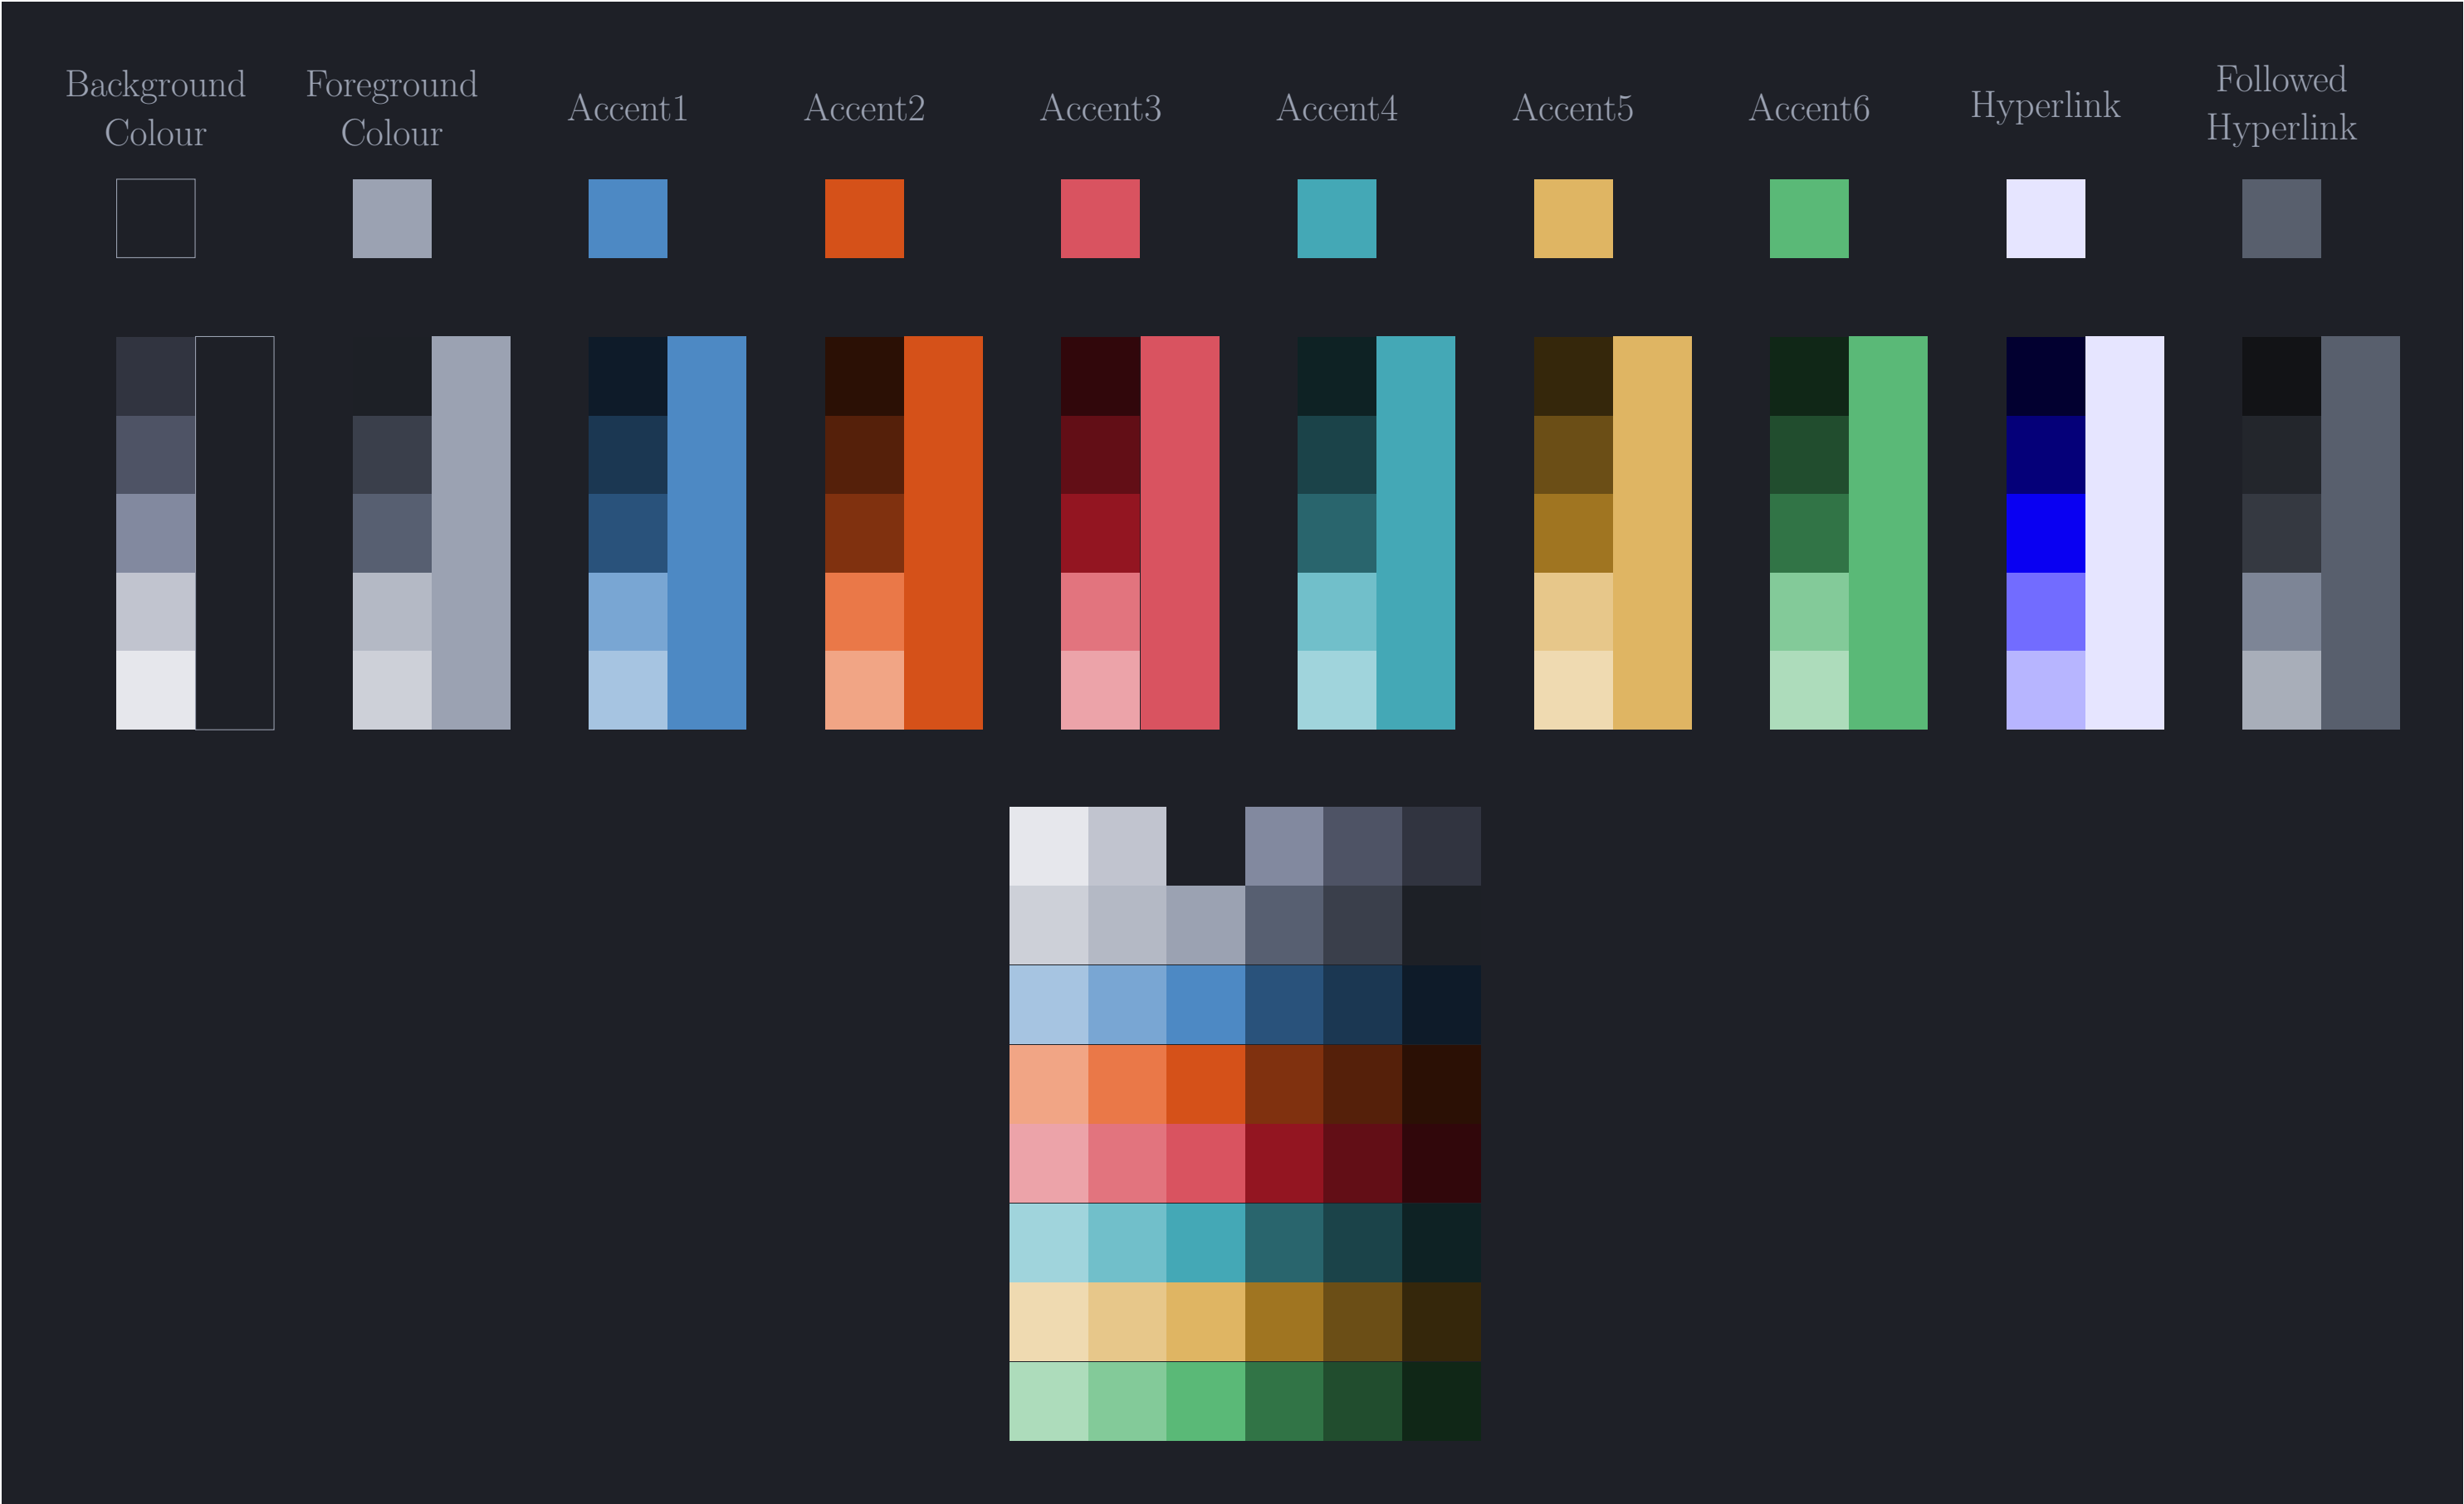 Background
Colour
Foreground
Colour
Accent1
Accent2
Accent3
Accent4
Accent5
Accent6
Hyperlink
Followed
Hyperlink